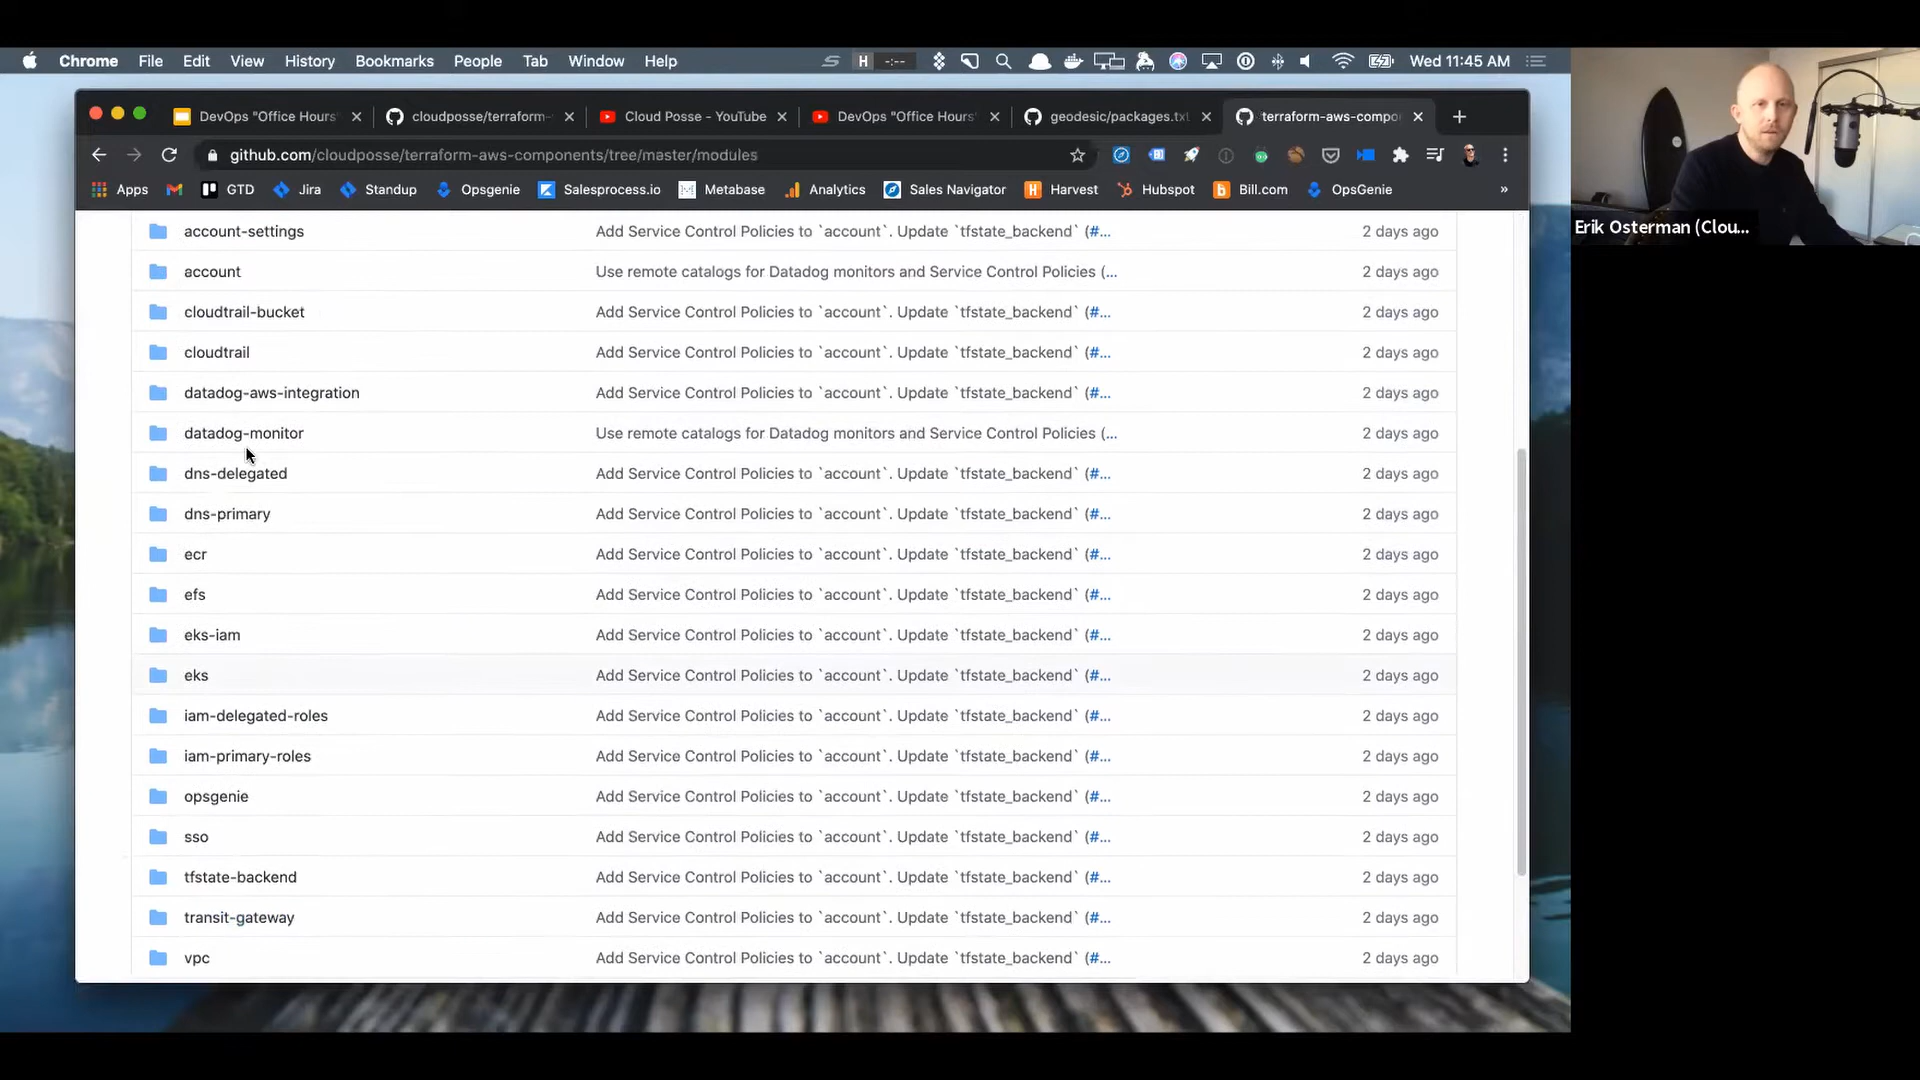 Chrome File Edit View History Bookmarks People Tab Window Help H -:-- Wed 11:45 AM
DevOps "Office Hours" cloudposse/terraform- Cloud Posse - YouTube DevOps "Office Hours" geodesic/packages.txt terraform-aws-compo
github.com/cloudposse/terraform-aws-components/tree/master/modules
Apps GTD Jira Standup Opsgenie Salesprocess.io Metabase Analytics Sales Navigator Harvest Hubspot Bill.com OpsGenie »
Erik Osterman (Clou...
account-settings Add Service Control Policies to `account`. Update `tfstate_backend` (#... 2 days ago
account Use remote catalogs for Datadog monitors and Service Control Policies (... 2 days ago
cloudtrail-bucket Add Service Control Policies to `account`. Update `tfstate_backend` (#... 2 days ago
cloudtrail Add Service Control Policies to `account`. Update `tfstate_backend` (#... 2 days ago
datadog-aws-integration Add Service Control Policies to `account`. Update `tfstate_backend` (#... 2 days ago
datadog-monitor Use remote catalogs for Datadog monitors and Service Control Policies (... 2 days ago
dns-delegated Add Service Control Policies to `account`. Update `tfstate_backend` (#... 2 days ago
dns-primary Add Service Control Policies to `account`. Update `tfstate_backend` (#... 2 days ago
ecr Add Service Control Policies to `account`. Update `tfstate_backend` (#... 2 days ago
efs Add Service Control Policies to `account`. Update `tfstate_backend` (#... 2 days ago
eks-iam Add Service Control Policies to `account`. Update `tfstate_backend` (#... 2 days ago
eks Add Service Control Policies to `account`. Update `tfstate_backend` (#... 2 days ago
iam-delegated-roles Add Service Control Policies to `account`. Update `tfstate_backend` (#... 2 days ago
iam-primary-roles Add Service Control Policies to `account`. Update `tfstate_backend` (#... 2 days ago
opsgenie Add Service Control Policies to `account`. Update `tfstate_backend` (#... 2 days ago
sso Add Service Control Policies to `account`. Update `tfstate_backend` (#... 2 days ago
tfstate-backend Add Service Control Policies to `account`. Update `tfstate_backend` (#... 2 days ago
transit-gateway Add Service Control Policies to `account`. Update `tfstate_backend` (#... 2 days ago
vpc Add Service Control Policies to `account`. Update `tfstate_backend` (#... 2 days ago